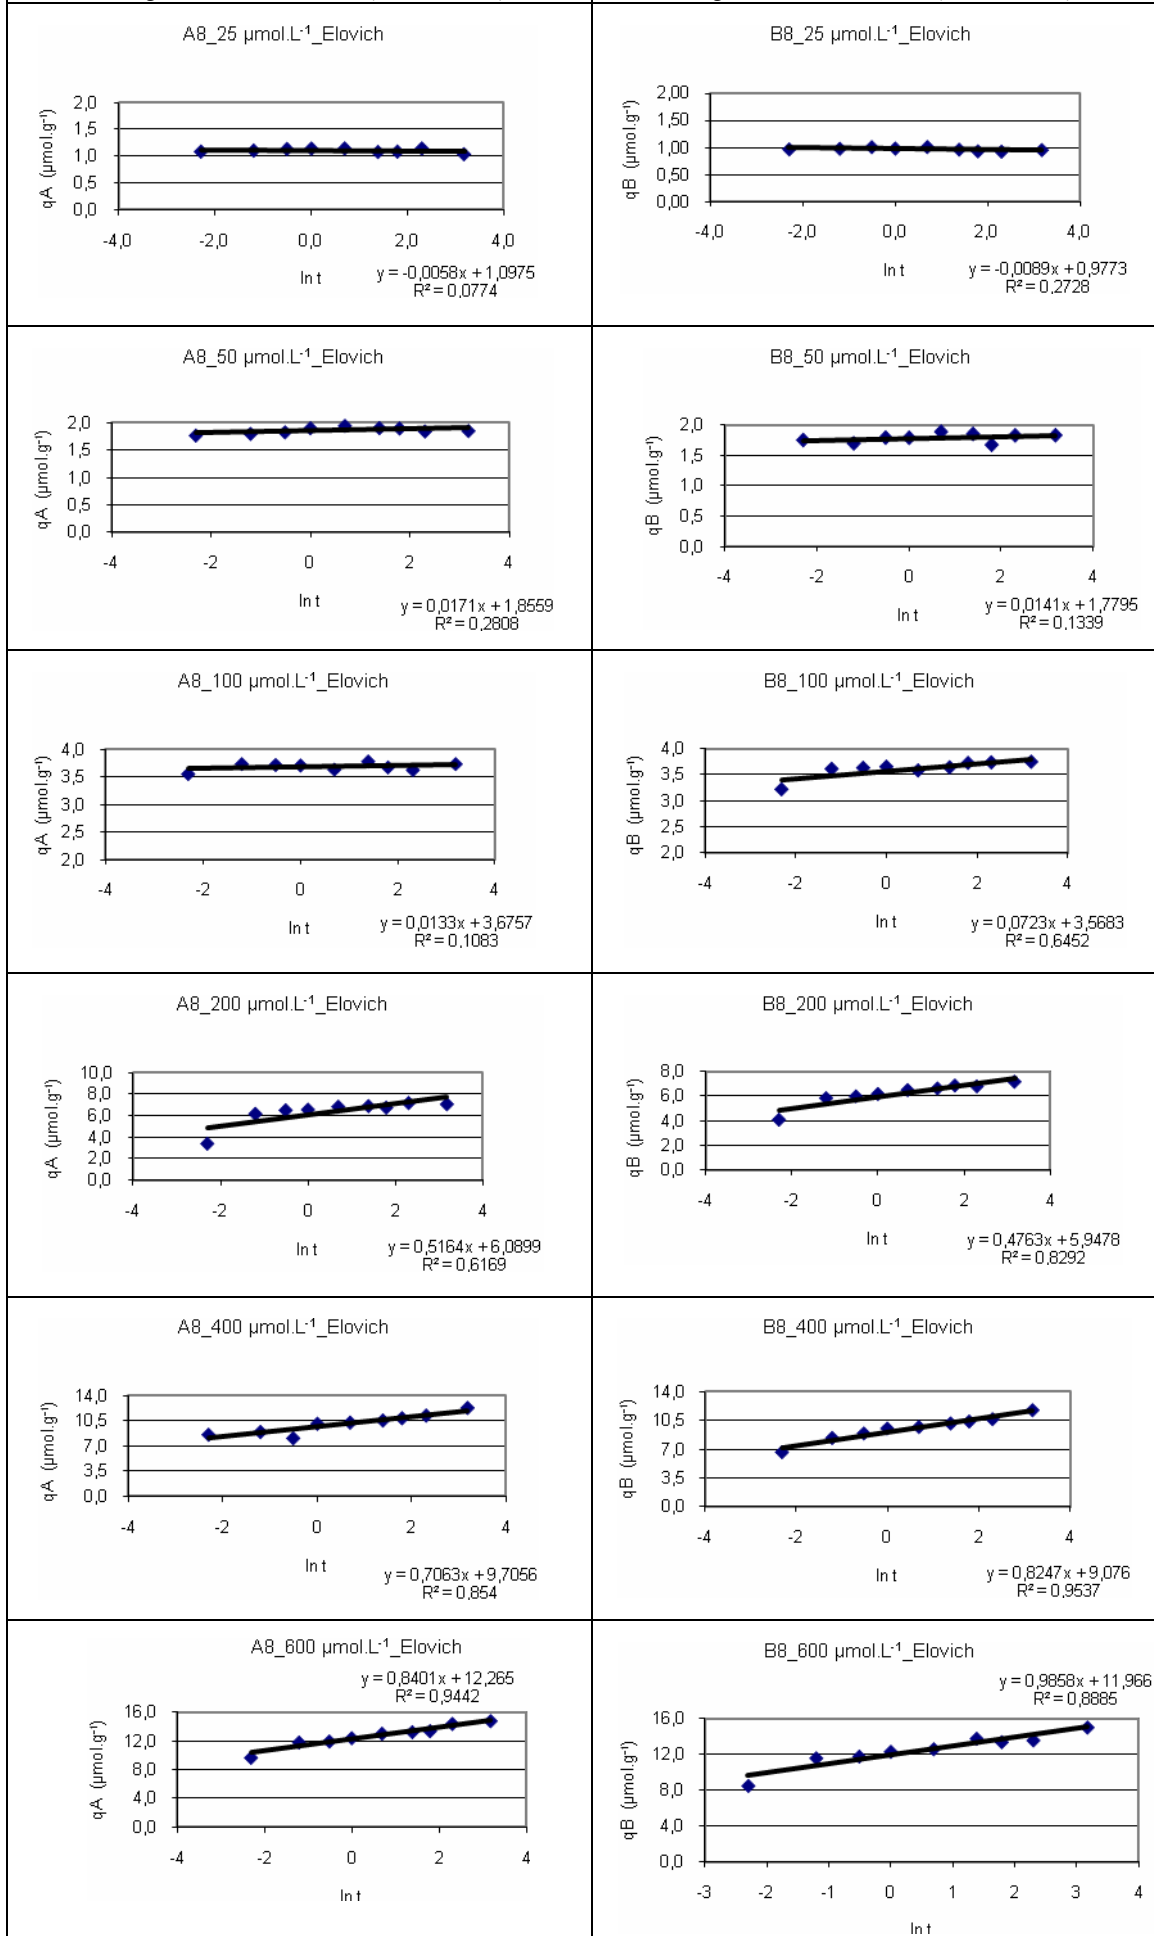 A8_25 µmol.L⁻¹_Elovich
2,0
1,5
1,0
0,5
0,0
qA (µmol.g⁻¹)
-4,0 -2,0 0,0 2,0 4,0
ln t
y = -0,0058x + 1,0975
R² = 0,0774
B8_25 µmol.L⁻¹_Elovich
2,00
1,50
1,00
0,50
0,00
qB (µmol.g⁻¹)
-4,0 -2,0 0,0 2,0 4,0
ln t
y = -0,0089x + 0,9773
R² = 0,2728
A8_50 µmol.L⁻¹_Elovich
2,0
1,5
1,0
0,5
0,0
qA (µmol.g⁻¹)
-4 -2 0 2 4
ln t
y = 0,0171x + 1,8559
R² = 0,2808
B8_50 µmol.L⁻¹_Elovich
2,0
1,5
1,0
0,5
0,0
qB (µmol.g⁻¹)
-4 -2 0 2 4
ln t
y = 0,0141x + 1,7795
R² = 0,1339
A8_100 µmol.L⁻¹_Elovich
4,0
3,5
3,0
2,5
2,0
qA (µmol.g⁻¹)
-4 -2 0 2 4
ln t
y = 0,0133x + 3,6757
R² = 0,1083
B8_100 µmol.L⁻¹_Elovich
4,0
3,5
3,0
2,5
2,0
qB (µmol.g⁻¹)
-4 -2 0 2 4
ln t
y = 0,0723x + 3,5683
R² = 0,6452
A8_200 µmol.L⁻¹_Elovich
10,0
8,0
6,0
4,0
2,0
0,0
qA (µmol.g⁻¹)
-4 -2 0 2 4
ln t
y = 0,5164x + 6,0899
R² = 0,6169
B8_200 µmol.L⁻¹_Elovich
8,0
6,0
4,0
2,0
0,0
qB (µmol.g⁻¹)
-4 -2 0 2 4
ln t
y = 0,4763x + 5,9478
R² = 0,8292
A8_400 µmol.L⁻¹_Elovich
14,0
10,5
7,0
3,5
0,0
qA (µmol.g⁻¹)
-4 -2 0 2 4
ln t
y = 0,7063x + 9,7056
R² = 0,854
B8_400 µmol.L⁻¹_Elovich
14,0
10,5
7,0
3,5
0,0
qB (µmol.g⁻¹)
-4 -2 0 2 4
ln t
y = 0,8247x + 9,076
R² = 0,9537
A8_600 µmol.L⁻¹_Elovich
y = 0,8401x + 12,265
R² = 0,9442
16,0
12,0
8,0
4,0
0,0
qA (µmol.g⁻¹)
-4 -2 0 2 4
ln t
B8_600 µmol.L⁻¹_Elovich
y = 0,9858x + 11,966
R² = 0,8885
16,0
12,0
8,0
4,0
0,0
qB (µmol.g⁻¹)
-3 -2 -1 0 1 2 3 4
ln t